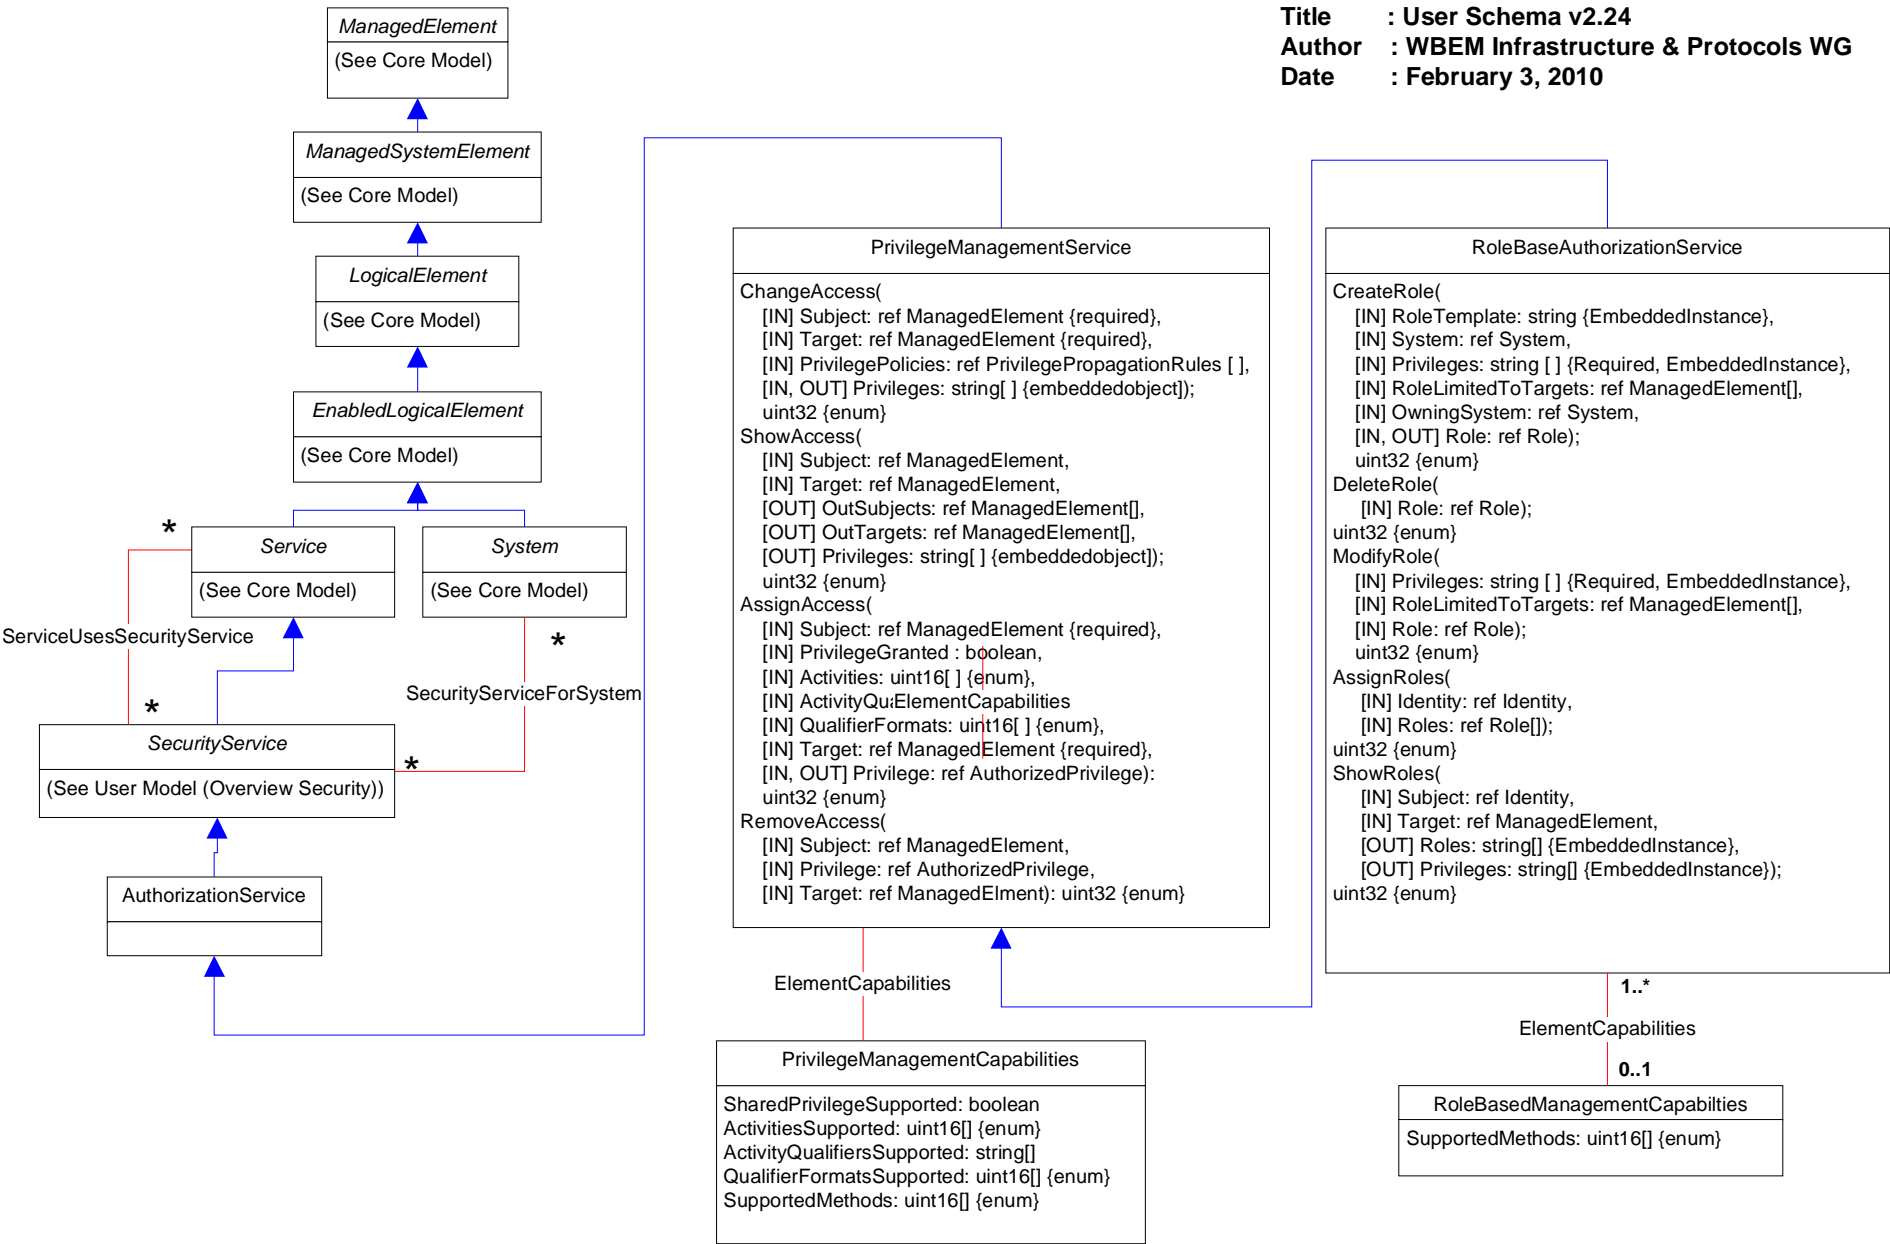 Title : User Schema v2.24
Author : WBEM Infrastructure & Protocols WG
Date : February 3, 2010
ManagedElement
(See Core Model)
ManagedSystemElement
(See Core Model)
LogicalElement
(See Core Model)
EnabledLogicalElement
(See Core Model)
*
Service
(See Core Model)
System
(See Core Model)
ServiceUsesSecurityService
*
SecurityServiceForSystem
*
SecurityService
(See User Model (Overview Security))
*
AuthorizationService
PrivilegeManagementService
ChangeAccess(
[IN] Subject: ref ManagedElement {required},
[IN] Target: ref ManagedElement {required},
[IN] PrivilegePolicies: ref PrivilegePropagationRules [ ],
[IN, OUT] Privileges: string[ ] {embeddedobject]);
uint32 {enum}
ShowAccess(
[IN] Subject: ref ManagedElement,
[IN] Target: ref ManagedElement,
[OUT] OutSubjects: ref ManagedElement[],
[OUT] OutTargets: ref ManagedElement[],
[OUT] Privileges: string[ ] {embeddedobject]);
uint32 {enum}
AssignAccess(
[IN] Subject: ref ManagedElement {required},
[IN] PrivilegeGranted : boolean,
[IN] Activities: uint16[ ] {enum},
[IN] ActivityQu
ElementCapabilities
[IN] QualifierFormats: uint16[ ] {enum},
[IN] Target: ref ManagedElement {required},
[IN, OUT] Privilege: ref AuthorizedPrivilege):
uint32 {enum}
RemoveAccess(
[IN] Subject: ref ManagedElement,
[IN] Privilege: ref AuthorizedPrivilege,
[IN] Target: ref ManagedElment): uint32 {enum}
ElementCapabilities
PrivilegeManagementCapabilities
SharedPrivilegeSupported: boolean
ActivitiesSupported: uint16[] {enum}
ActivityQualifiersSupported: string[]
QualifierFormatsSupported: uint16[] {enum}
SupportedMethods: uint16[] {enum}
RoleBaseAuthorizationService
CreateRole(
[IN] RoleTemplate: string {EmbeddedInstance},
[IN] System: ref System,
[IN] Privileges: string [ ] {Required, EmbeddedInstance},
[IN] RoleLimitedToTargets: ref ManagedElement[],
[IN] OwningSystem: ref System,
[IN, OUT] Role: ref Role);
uint32 {enum}
DeleteRole(
[IN] Role: ref Role);
uint32 {enum}
ModifyRole(
[IN] Privileges: string [ ] {Required, EmbeddedInstance},
[IN] RoleLimitedToTargets: ref ManagedElement[],
[IN] Role: ref Role);
uint32 {enum}
AssignRoles(
[IN] Identity: ref Identity,
[IN] Roles: ref Role[]);
uint32 {enum}
ShowRoles(
[IN] Subject: ref Identity,
[IN] Target: ref ManagedElement,
[OUT] Roles: string[] {EmbeddedInstance},
[OUT] Privileges: string[] {EmbeddedInstance});
uint32 {enum}
1..*
ElementCapabilities
0..1
RoleBasedManagementCapabilties
SupportedMethods: uint16[] {enum}